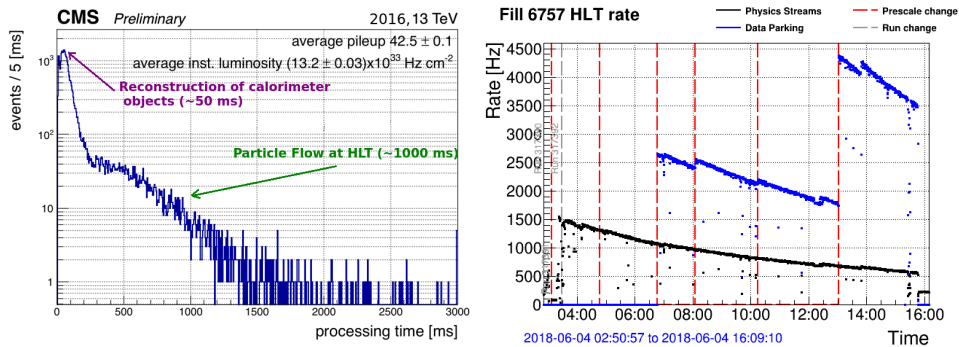 CMS Preliminary 2016, 13 TeV
average pileup 42.5 ± 0.1
average inst. luminosity (13.2 ± 0.03)x10³³ Hz cm⁻²
Reconstruction of calorimeter
objects (~50 ms)
Particle Flow at HLT (~1000 ms)
events / 5 [ms]
10³
10²
10
1
0 500 1000 1500 2000 2500 3000
processing time [ms]
Fill 6757 HLT rate
Physics Streams
Data Parking
Prescale change
Run change
Rate [Hz]
4500
4000
3500
3000
2500
2000
1500
1000
500
0
04:00 06:00 08:00 10:00 12:00 14:00 16:00
2018-06-04 02:50:57 to 2018-06-04 16:09:10
Time